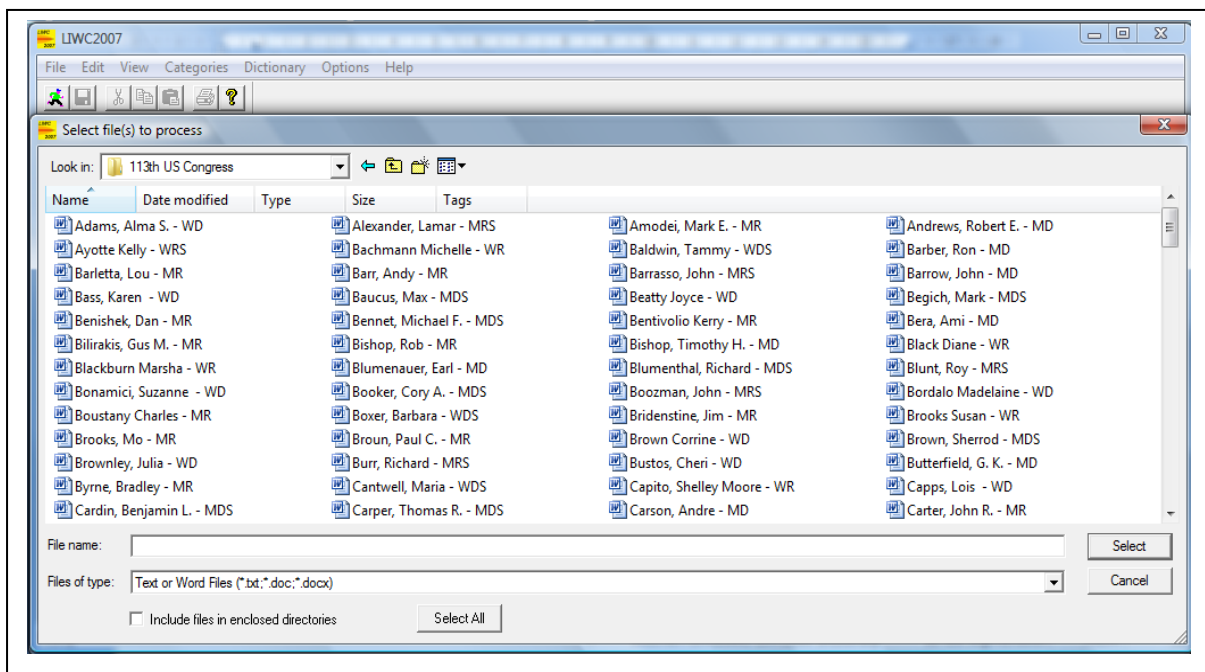 LIWC2007
File Edit View Categories Dictionary Options Help
Select file(s) to process
Look in: 113th US Congress
Name Date modified Type Size Tags
Adams, Alma S. - WD Alexander, Lamar - MRS Amodei, Mark E. - MR Andrews, Robert E. - MD
Ayotte Kelly - WRS Bachmann Michelle - WR Baldwin, Tammy - WDS Barber, Ron - MD
Barletta, Lou - MR Barr, Andy - MR Barrasso, John - MRS Barrow, John - MD
Bass, Karen - WD Baucus, Max - MDS Beatty Joyce - WD Begich, Mark - MDS
Benishek, Dan - MR Bennet, Michael F. - MDS Bentivolio Kerry - MR Bera, Ami - MD
Bilirakis, Gus M. - MR Bishop, Rob - MR Bishop, Timothy H. - MD Black Diane - WR
Blackburn Marsha - WR Blumenauer, Earl - MD Blumenthal, Richard - MDS Blunt, Roy - MRS
Bonamici, Suzanne - WD Booker, Cory A. - MDS Boozman, John - MRS Bordalo Madelaine - WD
Boustany Charles - MR Boxer, Barbara - WDS Bridenstine, Jim - MR Brooks Susan - WR
Brooks, Mo - MR Broun, Paul C. - MR Brown Corrine - WD Brown, Sherrod - MDS
Brownley, Julia - WD Burr, Richard - MRS Bustos, Cheri - WD Butterfield, G. K. - MD
Byrne, Bradley - MR Cantwell, Maria - WDS Capito, Shelley Moore - WR Capps, Lois - WD
Cardin, Benjamin L. - MDS Carper, Thomas R. - MDS Carson, Andre - MD Carter, John R. - MR
File name: Select
Files of type: Text or Word Files (*.txt;*.doc;*.docx) Cancel
Include files in enclosed directories Select All